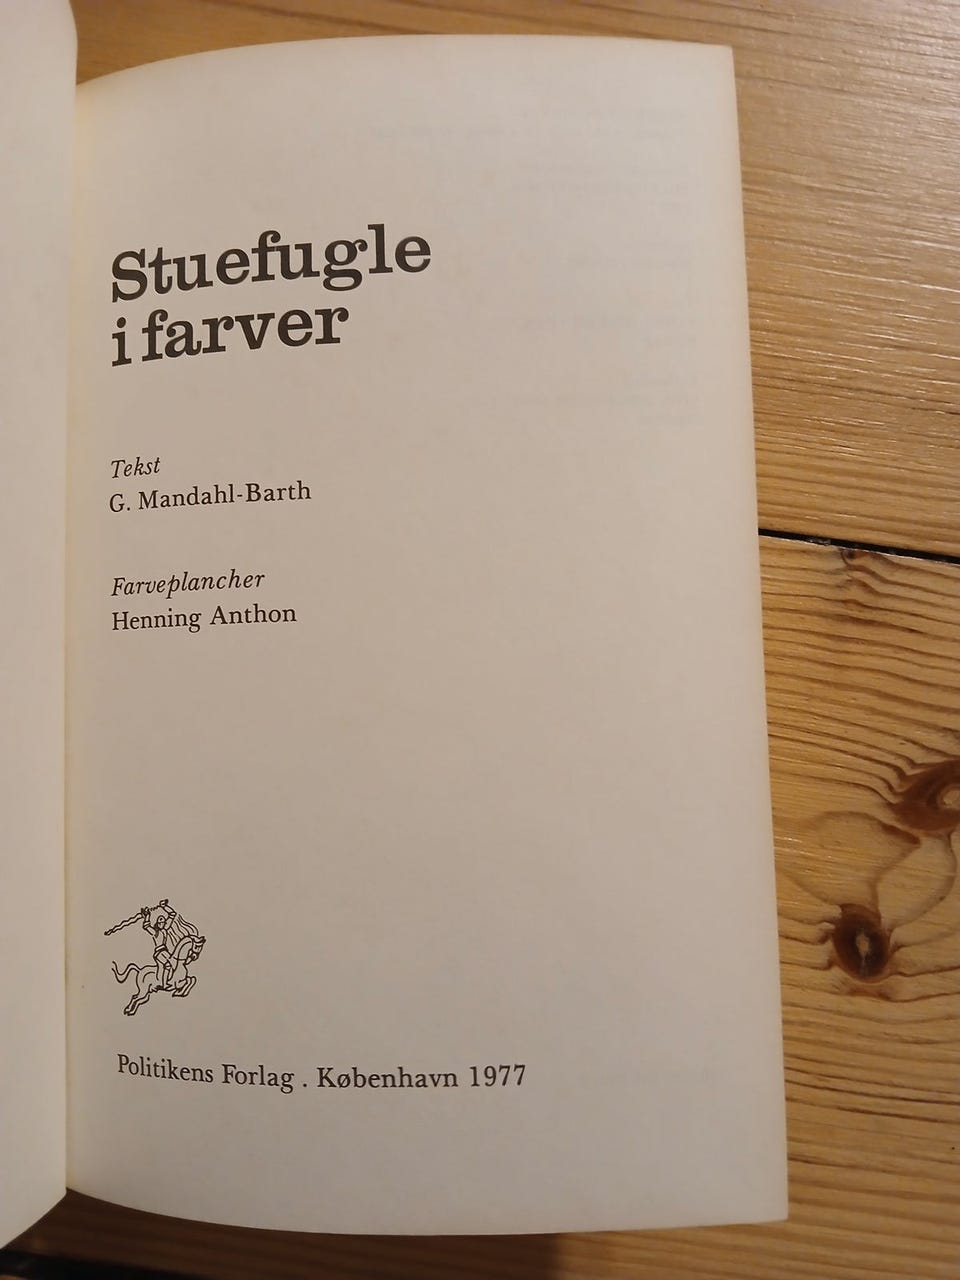 Stuefugle
i farver
Tekst
G. Mandahl-Barth
Farveplancher
Henning Anthon
Politikens Forlag . København 1977